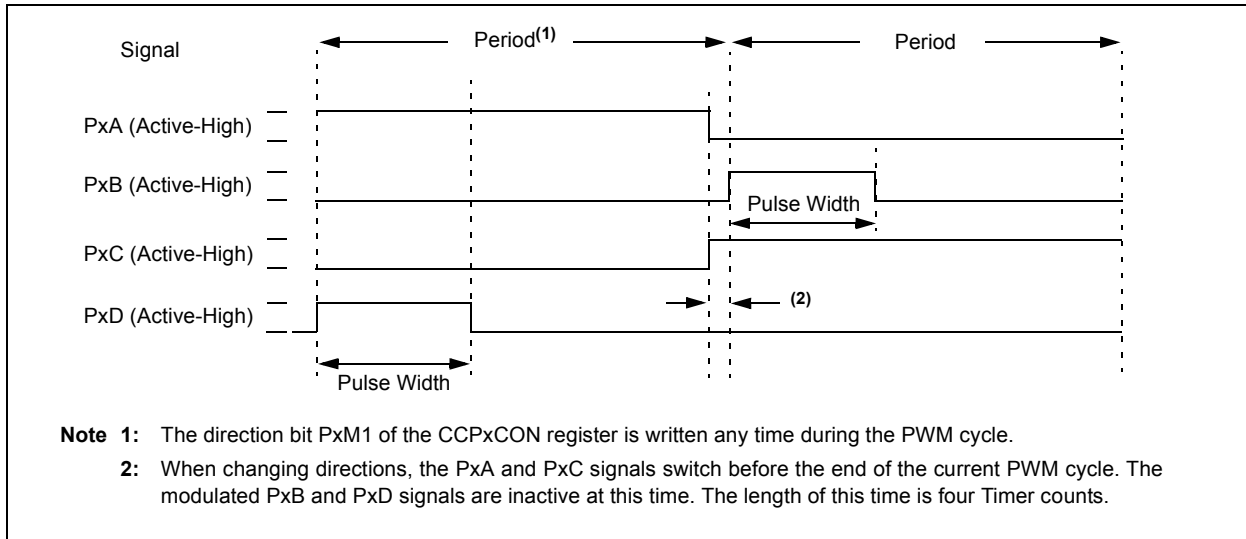 Signal
Period(1)
Period
PxA (Active-High)
PxB (Active-High)
Pulse Width
PxC (Active-High)
(2)
PxD (Active-High)
Pulse Width
Note 1: The direction bit PxM1 of the CCPxCON register is written any time during the PWM cycle.
2: When changing directions, the PxA and PxC signals switch before the end of the current PWM cycle. The
modulated PxB and PxD signals are inactive at this time. The length of this time is four Timer counts.